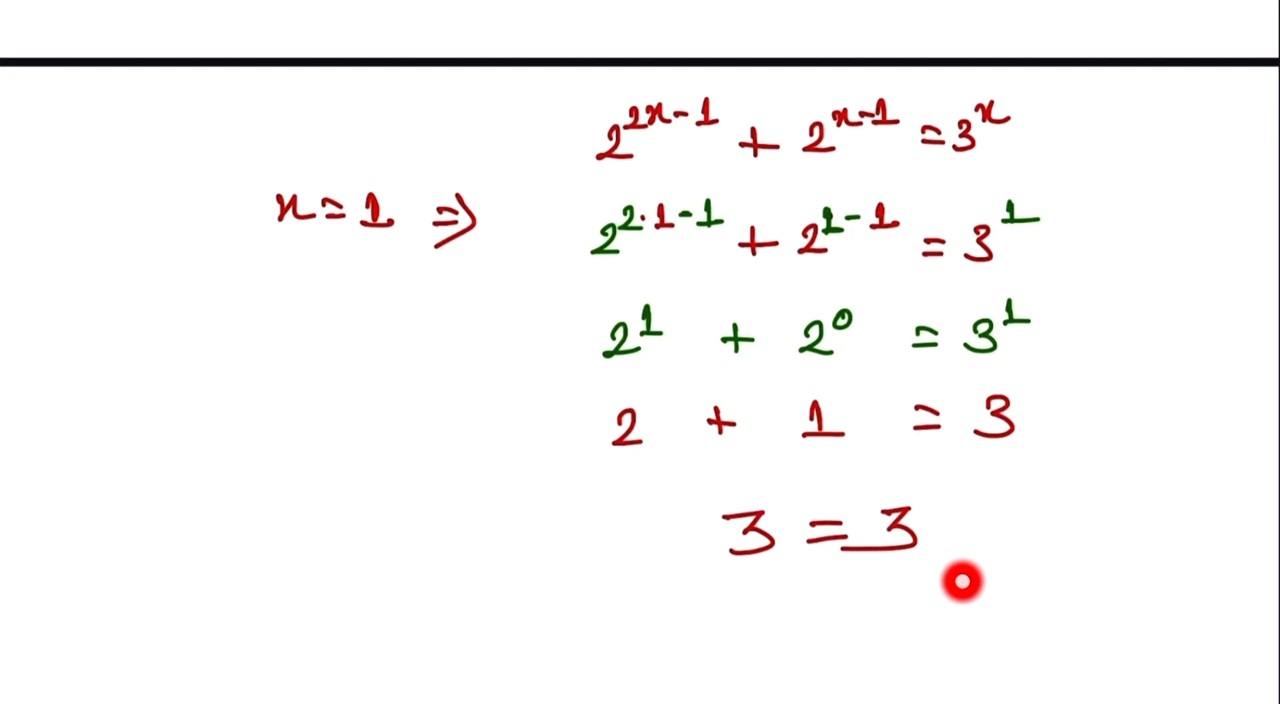 2^{2x-1} + 2^{x-1} = 3^x
x = 1 ⇒ 2^{2·1-1} + 2^{1-1} = 3^1
2^1 + 2^0 = 3^1
2 + 1 = 3
3 = 3